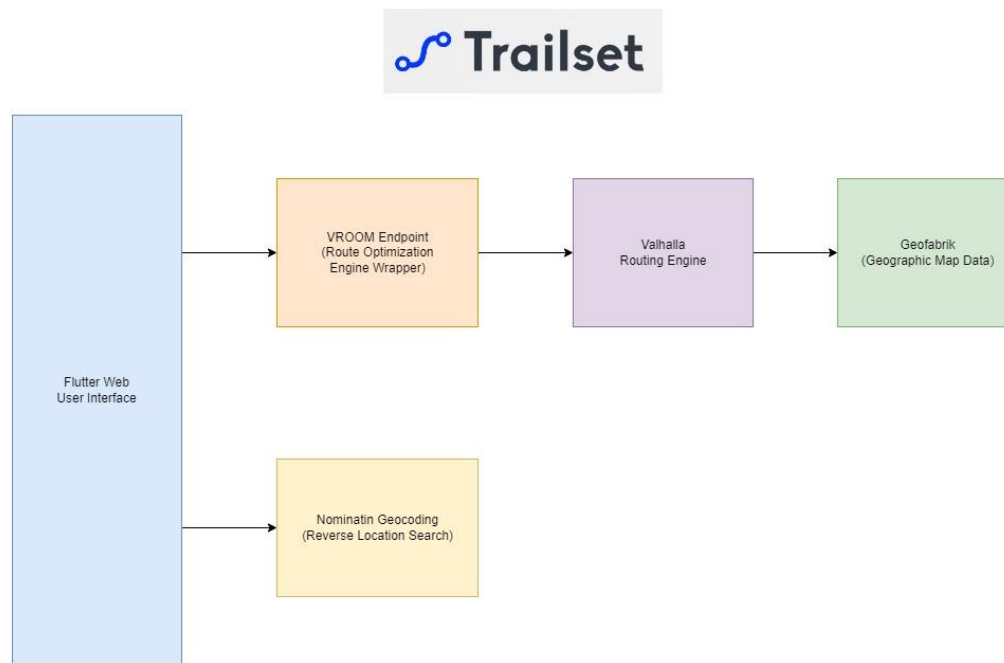 Trailset
VROOM Endpoint
(Route Optimization
Engine Wrapper)
Valhalla
Routing Engine
Geofabrik
(Geographic Map Data)
Flutter Web
User Interface
Nominatin Geocoding
(Reverse Location Search)